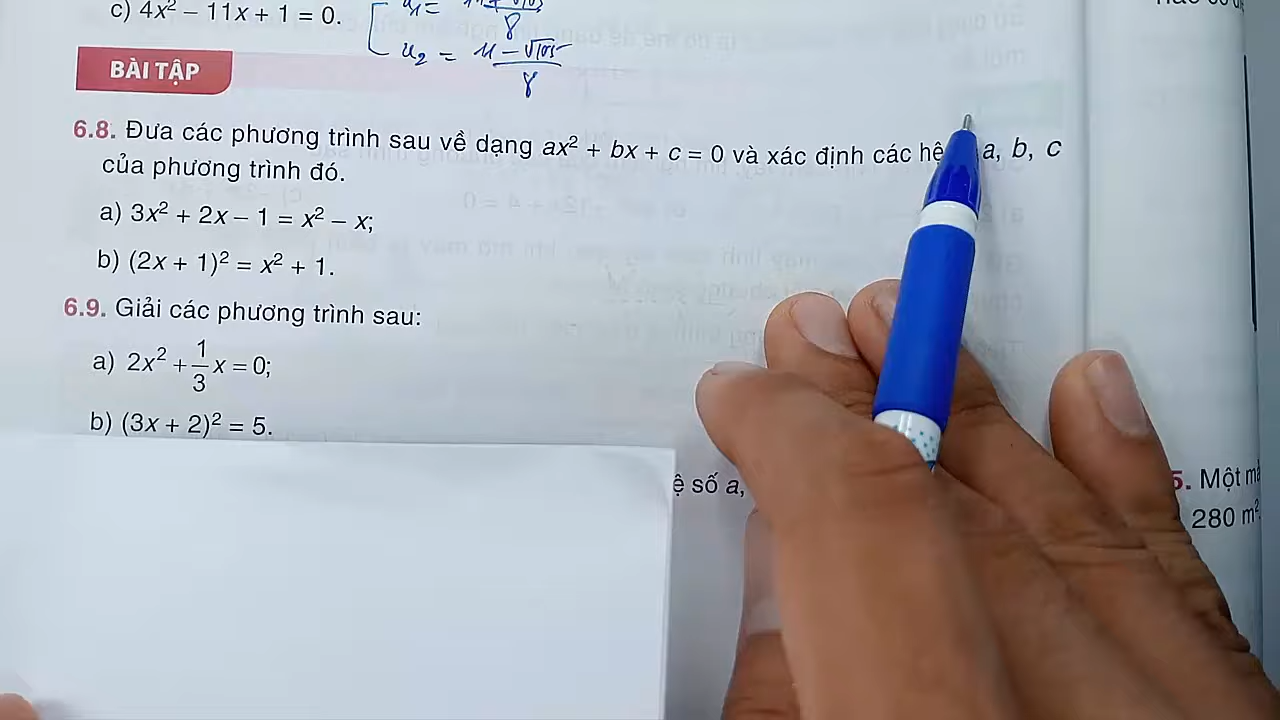 c) 4x² – 11x + 1 = 0.
u₂ = 11 – √105
8
BÀI TẬP
6.8. Đưa các phương trình sau về dạng ax² + bx + c = 0 và xác định các hệ a, b, c
của phương trình đó.
a) 3x² + 2x – 1 = x² – x;
b) (2x + 1)² = x² + 1.
6.9. Giải các phương trình sau:
a) 2x² + 1/3 x = 0;
b) (3x + 2)² = 5.
số a,
5. Một
280 m²